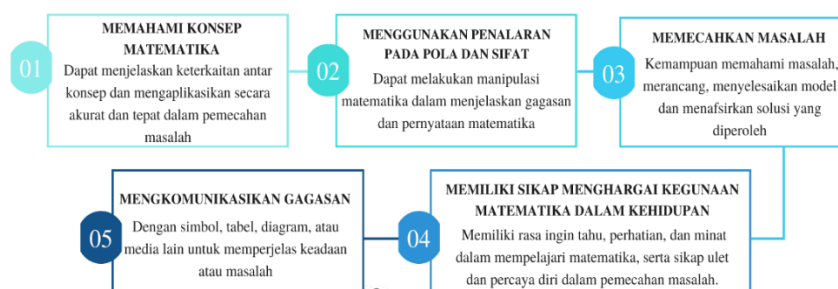 01
MEMAHAMI KONSEP
MATEMATIKA
Dapat menjelaskan keterkaitan antar
konsep dan mengaplikasikan secara
akurat dan tepat dalam pemecahan
masalah
02
MENGGUNAKAN PENALARAN
PADA POLA DAN SIFAT
Dapat melakukan manipulasi
matematika dalam menjelaskan gagasan
dan pernyataan matematika
03
MEMECAHKAN MASALAH
Kemampuan memahami masalah,
merancang, menyelesaikan model
dan menafsirkan solusi yang
diperoleh
04
MEMILIKI SIKAP MENGHARGAI KEGUNAAN
MATEMATIKA DALAM KEHIDUPAN
Memiliki rasa ingin tahu, perhatian, dan minat
dalam mempelajari matematika, serta sikap ulet
dan percaya diri dalam pemecahan masalah.
05
MENGKOMUNIKASIKAN GAGASAN
Dengan simbol, tabel, diagram, atau
media lain untuk memperjelas keadaan
atau masalah